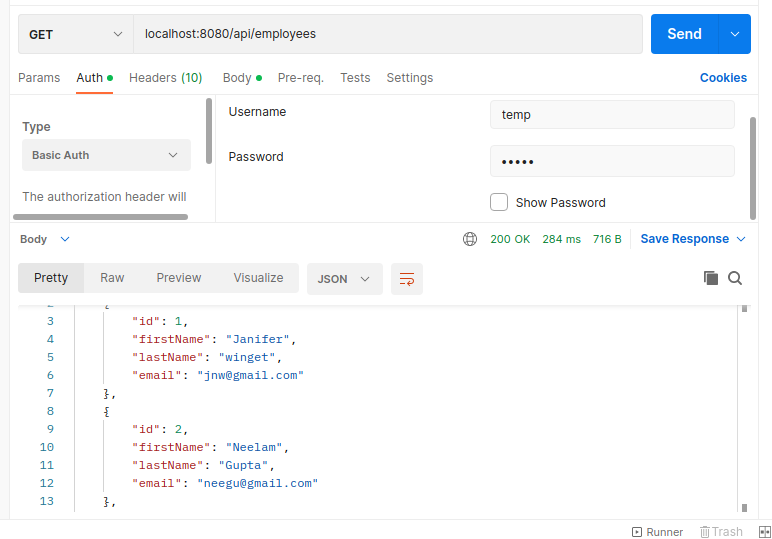 GET localhost:8080/api/employees Send
Params Auth Headers (10) Body Pre-req. Tests Settings Cookies
Type
Basic Auth
The authorization header will
Username temp
Password •••••
Show Password
Body 200 OK 284 ms 716 B Save Response
Pretty Raw Preview Visualize JSON
3 "id": 1,
4 "firstName": "Janifer",
5 "lastName": "winget",
6 "email": "jnw@gmail.com"
7 },
8 {
9 "id": 2,
10 "firstName": "Neelam",
11 "lastName": "Gupta",
12 "email": "neegu@gmail.com"
13 },
Runner Trash